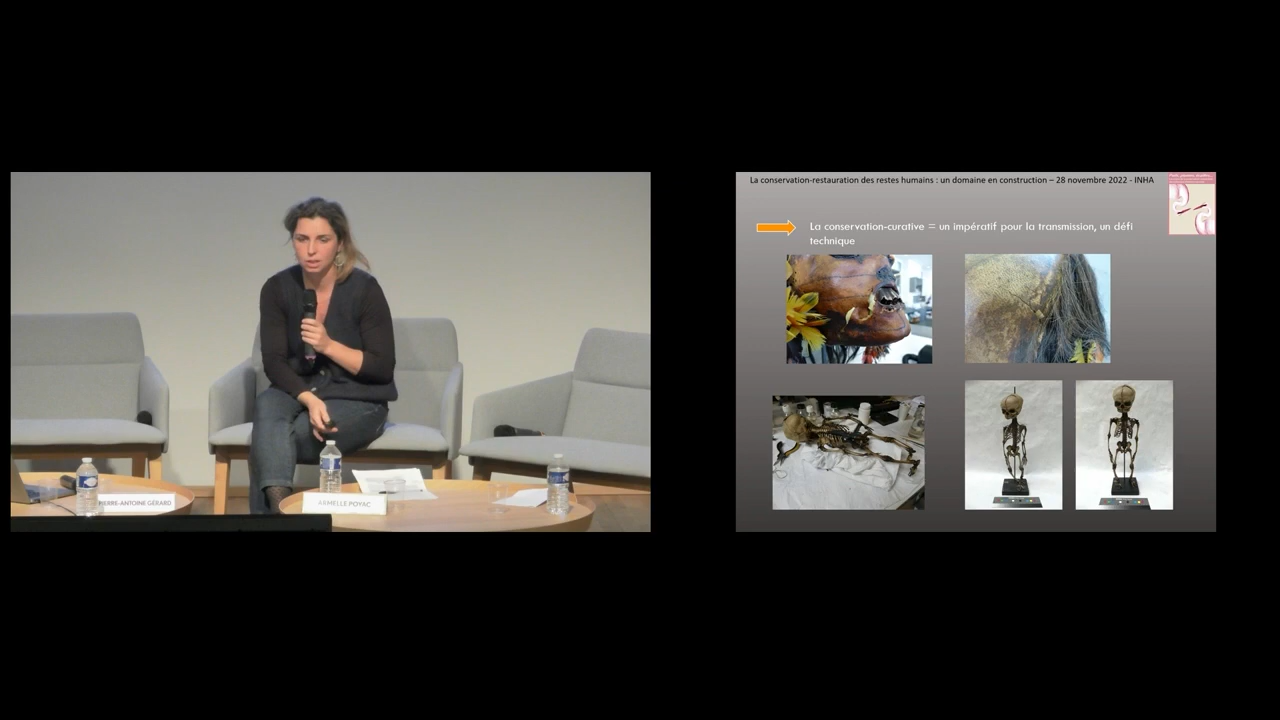 PIERRE-ANTOINE GÉRARD
ARMELLE POYAC
La conservation-restauration des restes humains : un domaine en construction – 28 novembre 2022 - INHA
La conservation-curative = un impératif pour la transmission, un défi
technique